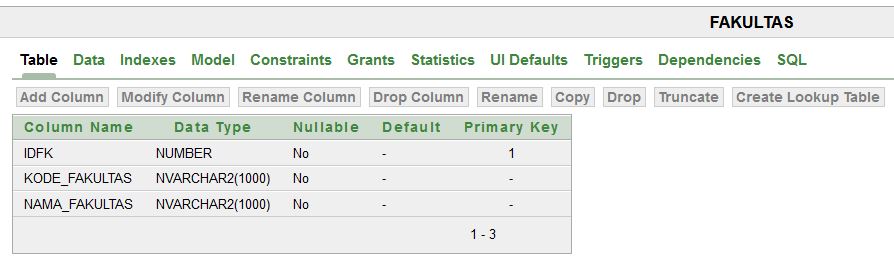 FAKULTAS
Table Data Indexes Model Constraints Grants Statistics UI Defaults Triggers Dependencies SQL
Add Column Modify Column Rename Column Drop Column Rename Copy Drop Truncate Create Lookup Table
Column Name Data Type Nullable Default Primary Key
IDFK NUMBER No - 1
KODE_FAKULTAS NVARCHAR2(1000) No - -
NAMA_FAKULTAS NVARCHAR2(1000) No - -
1 - 3